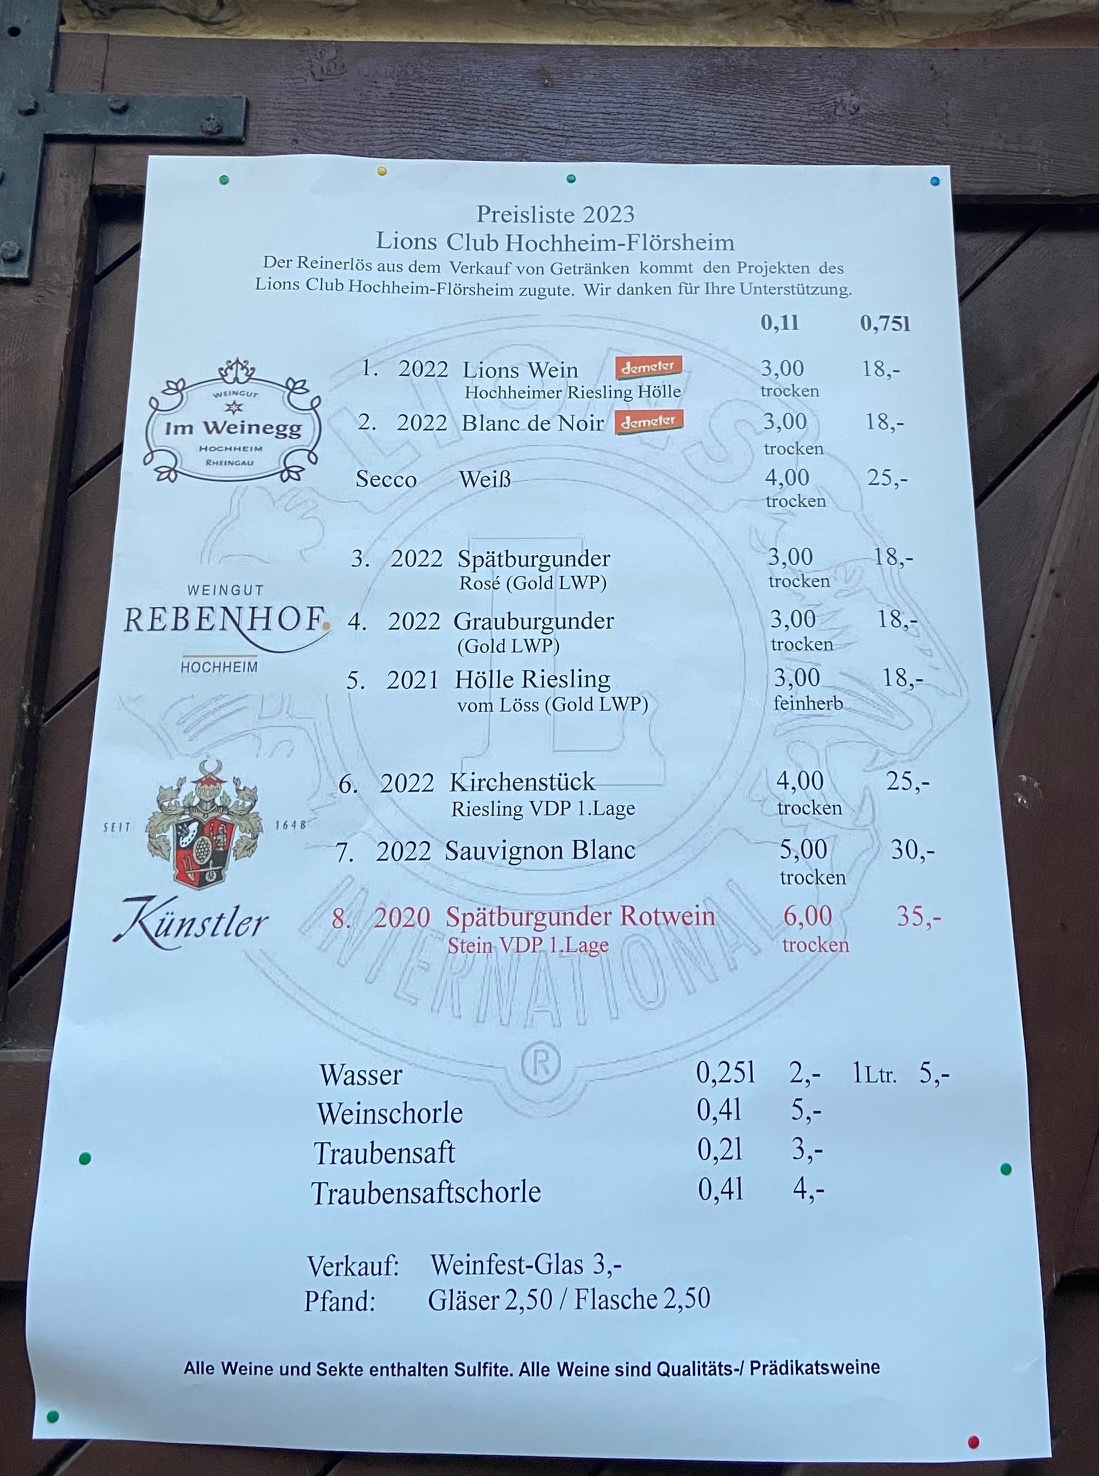 Preisliste 2023
Lions Club Hochheim-Flörsheim
Der Reinerlös aus dem Verkauf von Getränken kommt den Projekten des
Lions Club Hochheim-Flörsheim zugute. Wir danken für Ihre Unterstützung.
0,1l 0,75l
WEINGUT
Im Weinegg
HOCHHEIM
RHEINGAU
1. 2022 Lions Wein demeter 3,00 18,-
Hochheimer Riesling Hölle trocken
2. 2022 Blanc de Noir demeter 3,00 18,-
trocken
Secco Weiß 4,00 25,-
trocken
WEINGUT
REBENHOF
HOCHHEIM
3. 2022 Spätburgunder 3,00 18,-
Rosé (Gold LWP) trocken
4. 2022 Grauburgunder 3,00 18,-
(Gold LWP) trocken
5. 2021 Hölle Riesling 3,00 18,-
vom Löss (Gold LWP) feinherb
SEIT 1648
Künstler
6. 2022 Kirchenstück 4,00 25,-
Riesling VDP 1.Lage trocken
7. 2022 Sauvignon Blanc 5,00 30,-
trocken
8. 2020 Spätburgunder Rotwein 6,00 35,-
Stein VDP 1.Lage trocken
LIONS
L
INTERNATIONAL
®
Wasser 0,25l 2,- 1Ltr. 5,-
Weinschorle 0,4l 5,-
Traubensaft 0,2l 3,-
Traubensaftschorle 0,4l 4,-
Verkauf: Weinfest-Glas 3,-
Pfand: Gläser 2,50 / Flasche 2,50
Alle Weine und Sekte enthalten Sulfite. Alle Weine sind Qualitäts-/ Prädikatsweine